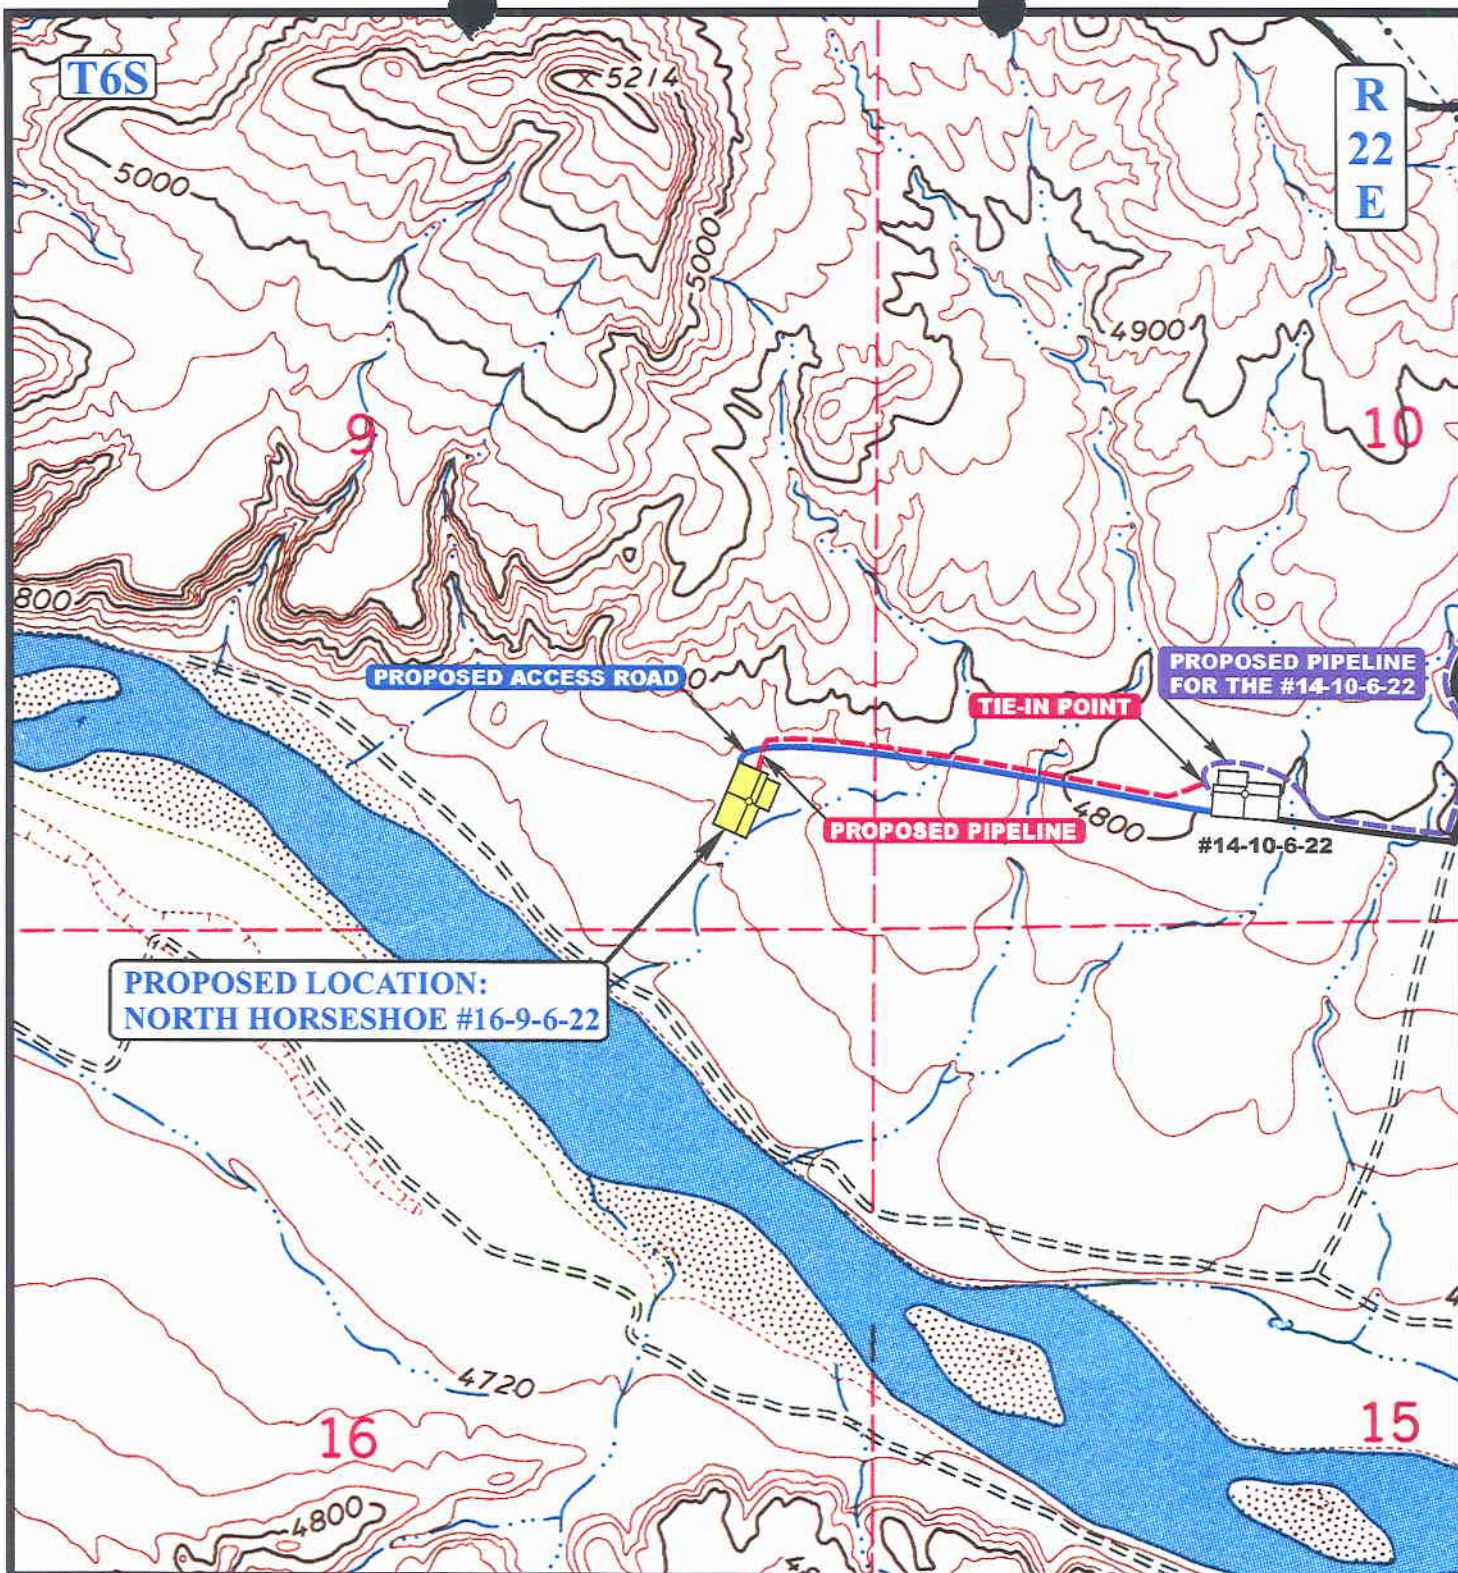 T6S
R
22
E
5214
5000
5000
4900
9
10
800
PROPOSED ACCESS ROAD
0
PROPOSED PIPELINE
FOR THE #14-10-6-22
TIE-IN POINT
PROPOSED PIPELINE
4800
#14-10-6-22
PROPOSED LOCATION:
NORTH HORSESHOE #16-9-6-22
4720
16
15
4800